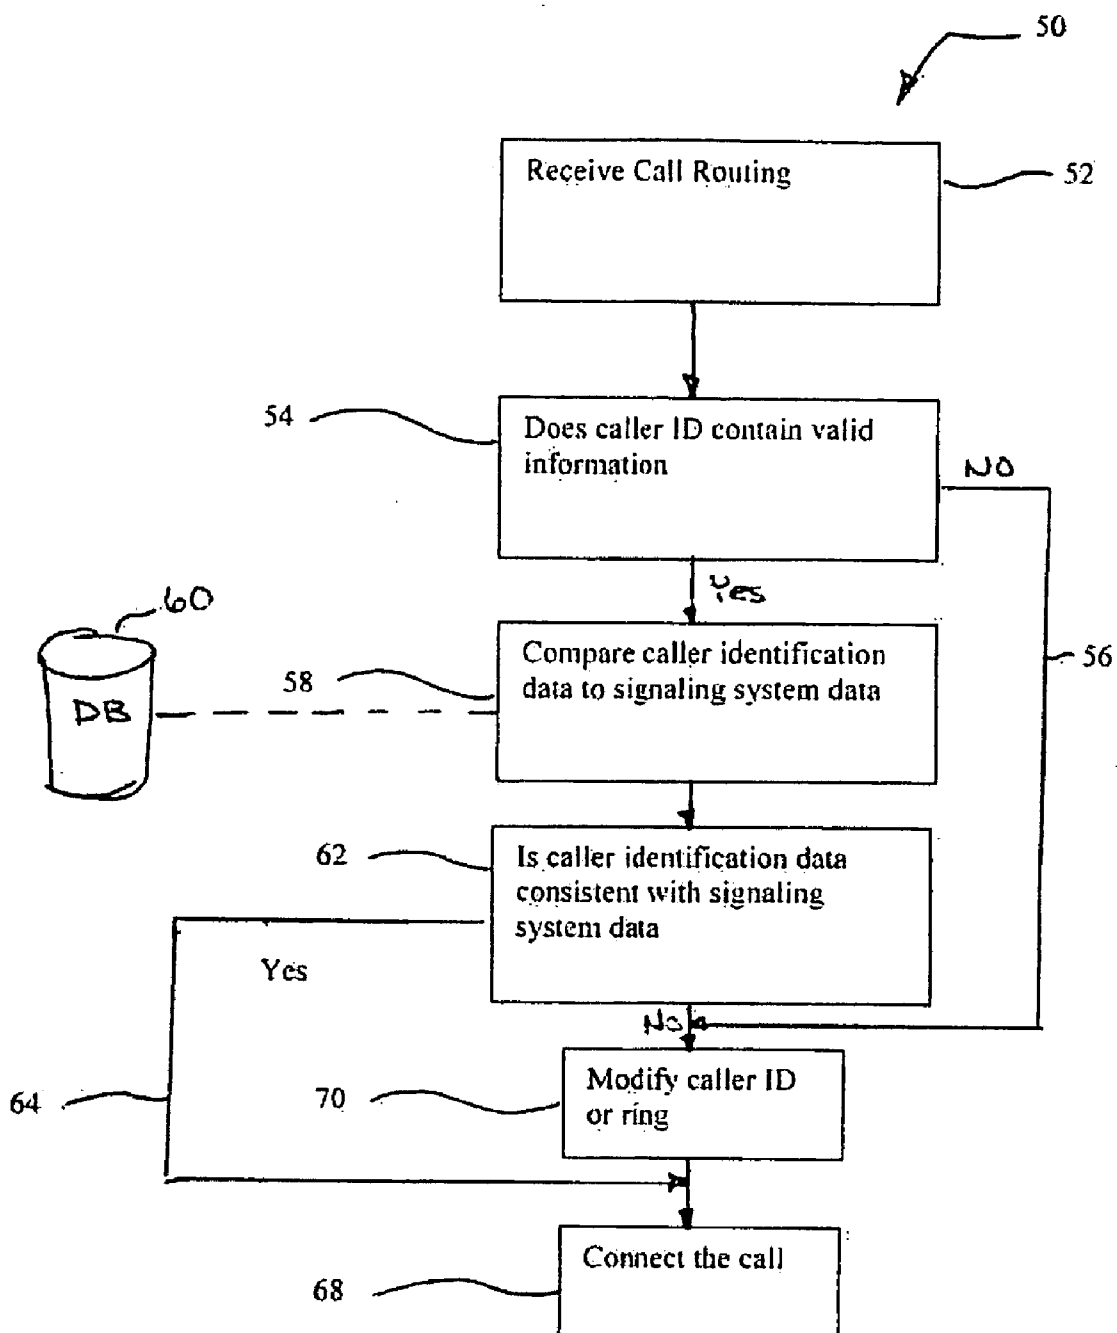 50
Receive Call Routing
52
54
Does caller ID contain valid
information
NO
Yes
60
DB
58
Compare caller identification
data to signaling system data
56
62
Is caller identification data
consistent with signaling
system data
Yes
No
64
70
Modify caller ID
or ring
68
Connect the call